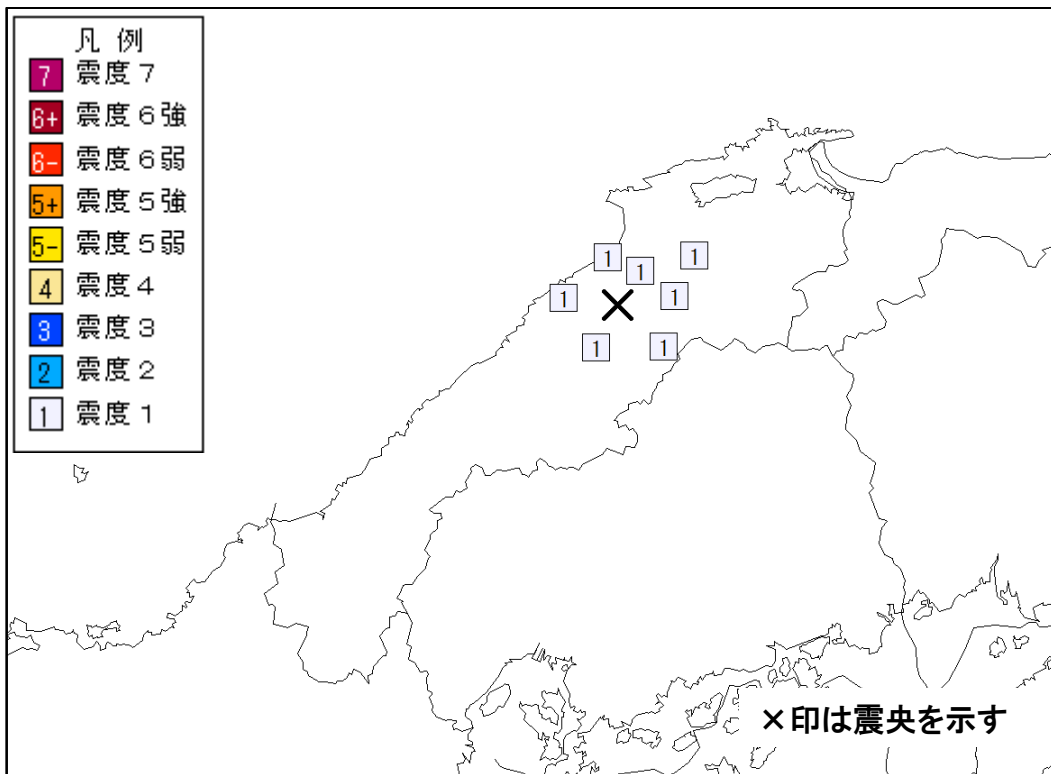 凡 例
7 震度７
6+ 震度６強
6- 震度６弱
5+ 震度５強
5- 震度５弱
4 震度４
3 震度３
2 震度２
1 震度１
1
1
1
1
1
1
1
×印は震央を示す